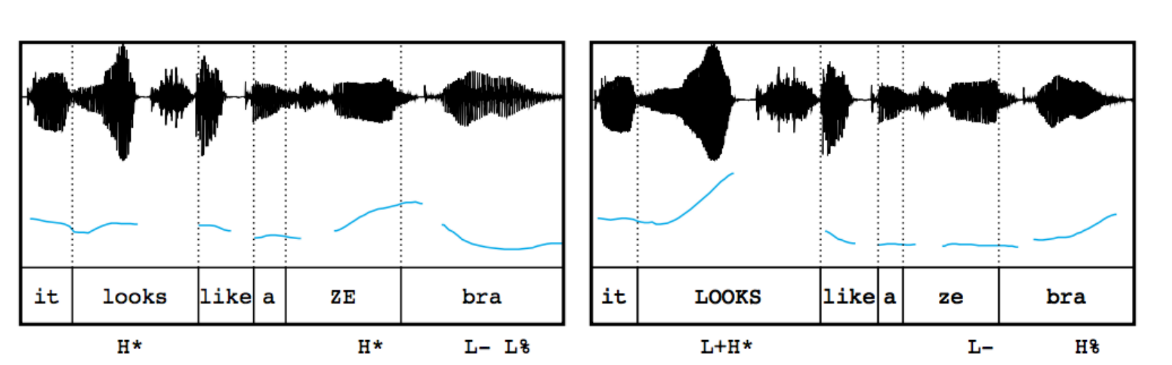 it looks like a ZE bra
H* H* L- L%
it LOOKS like a ze bra
L+H* L- H%